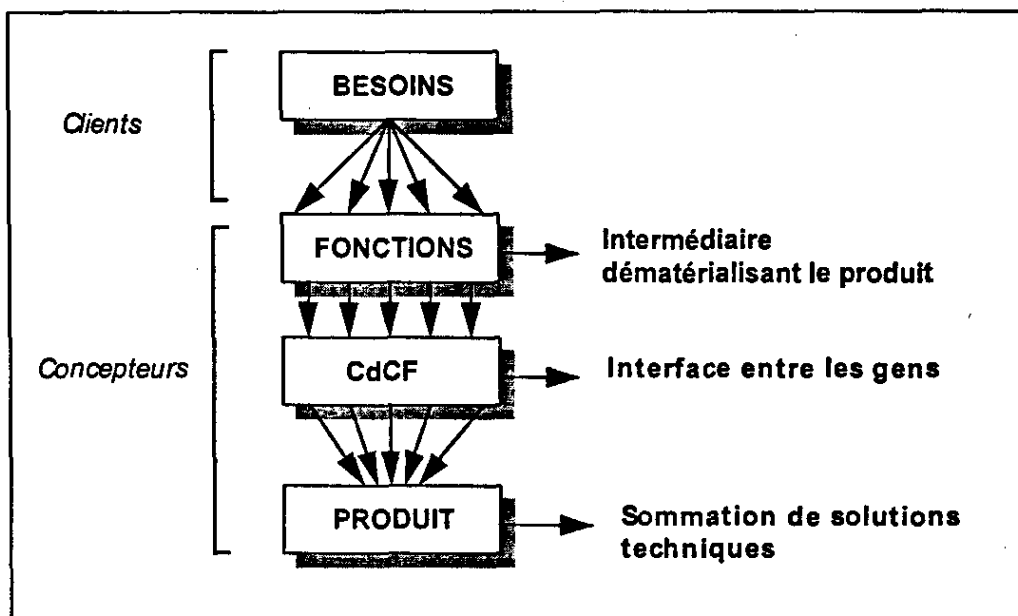 BESOINS
Clients
FONCTIONS
Intermédiaire
dématérialisant le produit
Concepteurs
CdCF
Interface entre les gens
PRODUIT
Sommation de solutions
techniques